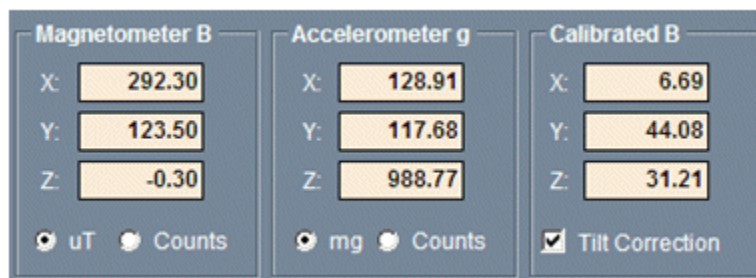 Magnetometer B Accelerometer g Calibrated B
X: 292.30 X: 128.91 X: 6.69
Y: 123.50 Y: 117.68 Y: 44.08
Z: -0.30 Z: 988.77 Z: 31.21
uT Counts mg Counts Tilt Correction